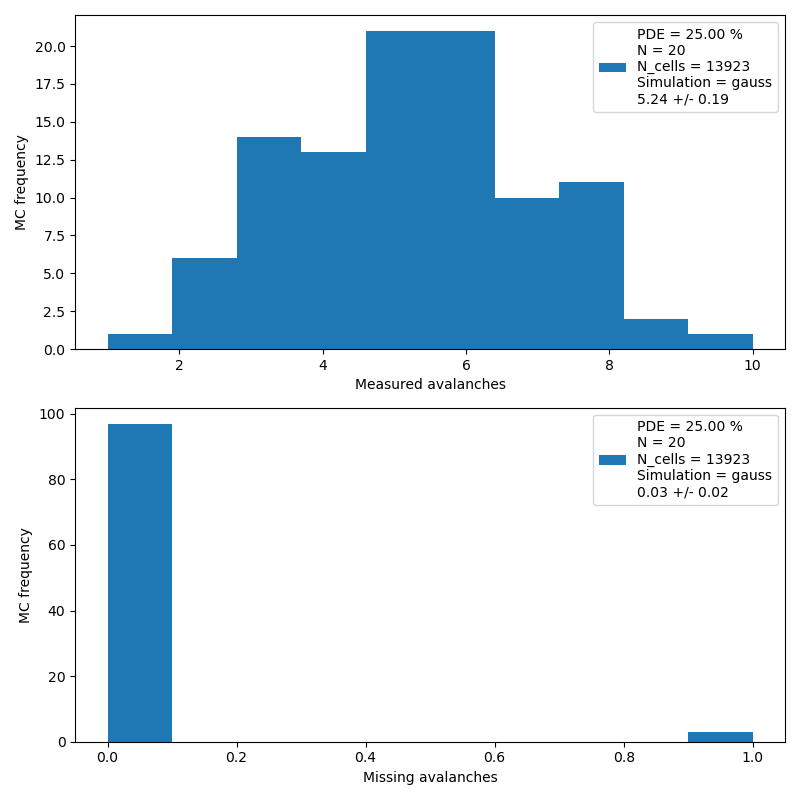 20.0
17.5
15.0
12.5
10.0
7.5
5.0
2.5
0.0
MC frequency
PDE = 25.00 %
N = 20
N_cells = 13923
Simulation = gauss
5.24 +/- 0.19
2 4 6 8 10
Measured avalanches
100
80
60
40
20
0
MC frequency
PDE = 25.00 %
N = 20
N_cells = 13923
Simulation = gauss
0.03 +/- 0.02
0.0 0.2 0.4 0.6 0.8 1.0
Missing avalanches